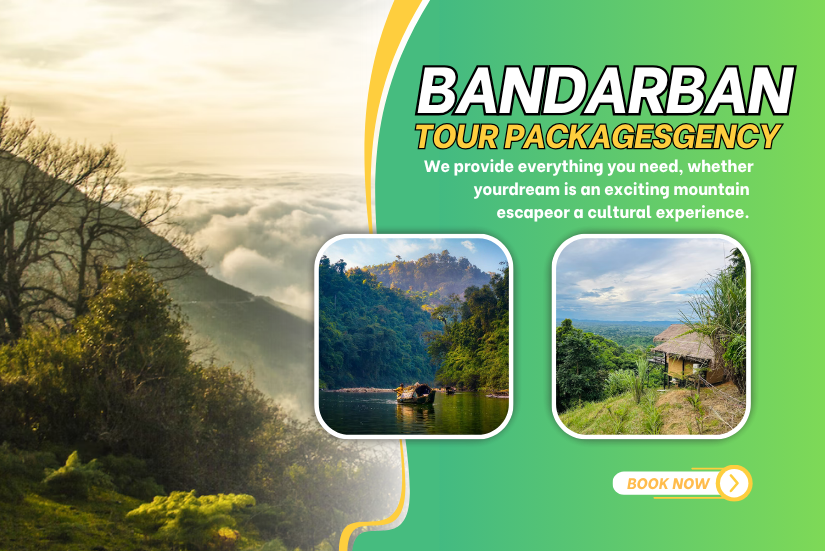 BANDARBAN
TOUR PACKAGESGENCY
We provide everything you need, whether
yourdream is an exciting mountain
escapeor a cultural experience.
BOOK NOW